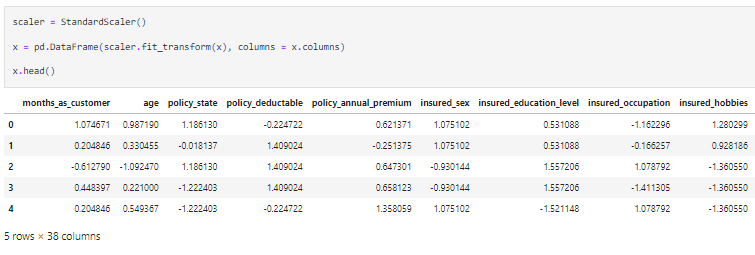 scaler = StandardScaler()
x = pd.DataFrame(scaler.fit_transform(x), columns = x.columns)
x.head()
months_as_customer age policy_state policy_deductable policy_annual_premium insured_sex insured_education_level insured_occupation insured_hobbies
0 1.074671 0.987190 1.186130 -0.224722 0.621371 1.075102 0.531088 -1.162296 1.280299
1 0.204846 0.330455 -0.018137 1.409024 -0.251375 1.075102 0.531088 -0.166257 0.928186
2 -0.612790 -1.092470 1.186130 1.409024 0.647301 -0.930144 1.557206 1.078792 -1.360550
3 0.448397 0.221000 -1.222403 1.409024 0.658123 -0.930144 1.557206 -1.411305 -1.360550
4 0.204846 0.549367 -1.222403 -0.224722 1.358059 1.075102 -1.521148 1.078792 -1.360550
5 rows × 38 columns